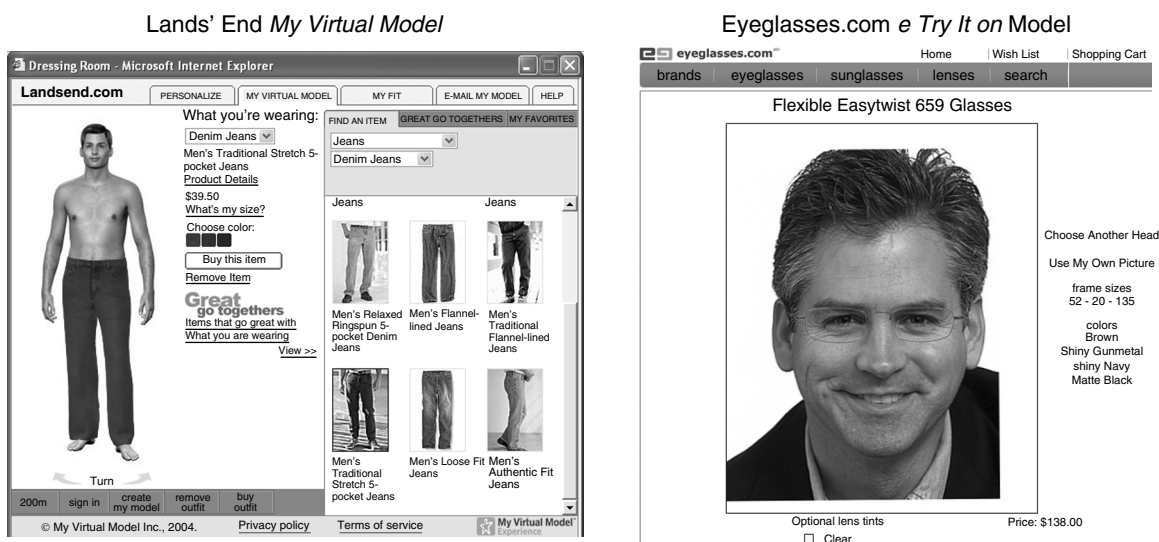 Lands' End My Virtual Model
Dressing Room - Microsoft Internet Explorer
Landsend.com
PERSONALIZE
MY VIRTUAL MODEL
MY FIT
E-MAIL MY MODEL
HELP
What you're wearing:
Denim Jeans
Men's Traditional Stretch 5-
pocket Jeans
Product Details
$39.50
What's my size?
Choose color:
Buy this item
Remove Item
Great
go togethers
Items that go great with
What you are wearing
View >>
Turn
FIND AN ITEM
GREAT GO TOGETHERS
MY FAVORITES
Jeans
Denim Jeans
Jeans
Jeans
Men's Relaxed
Ringspun 5-
pocket Denim
Jeans
Men's Flannel-
lined Jeans
Men's
Traditional
Flannel-lined
Jeans
Men's
Traditional
Stretch 5-
pocket Jeans
Men's Loose Fit
Jeans
Men's
Authentic Fit
Jeans
200m
sign in
create
my model
remove
outfit
buy
outfit
© My Virtual Model Inc., 2004.
Privacy policy
Terms of service
My Virtual Model
Experience
Eyeglasses.com e Try It on Model
eyeglasses.com
Home
Wish List
Shopping Cart
brands
eyeglasses
sunglasses
lenses
search
Flexible Easytwist 659 Glasses
Choose Another Head
Use My Own Picture
frame sizes
52 - 20 - 135
colors
Brown
Shiny Gunmetal
shiny Navy
Matte Black
Optional lens tints
Price: $138.00
Clear